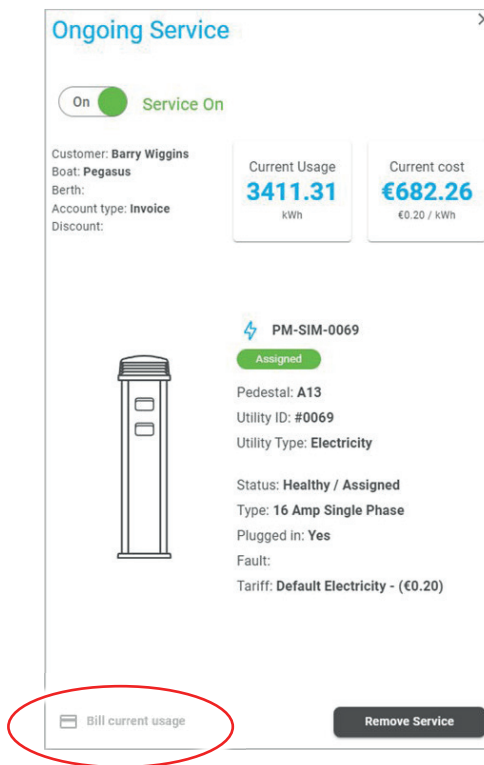 Ongoing Service
On
Service On
Customer: Barry Wiggins
Boat: Pegasus
Berth:
Account type: Invoice
Discount:
Current Usage
3411.31
kWh
Current cost
€682.26
€0.20 / kWh
PM-SIM-0069
Assigned
Pedestal: A13
Utility ID: #0069
Utility Type: Electricity
Status: Healthy / Assigned
Type: 16 Amp Single Phase
Plugged in: Yes
Fault:
Tariff: Default Electricity - (€0.20)
Bill current usage
Remove Service